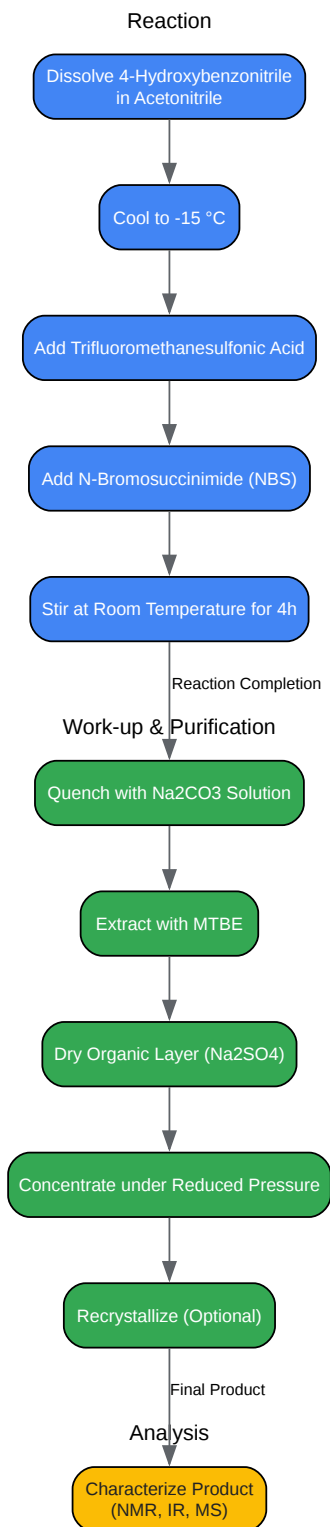 Reaction
Dissolve 4-Hydroxybenzonitrile
in Acetonitrile
Cool to -15 °C
Add Trifluoromethanesulfonic Acid
Add N-Bromosuccinimide (NBS)
Stir at Room Temperature for 4h
Reaction Completion
Work-up & Purification
Quench with Na2CO3 Solution
Extract with MTBE
Dry Organic Layer (Na2SO4)
Concentrate under Reduced Pressure
Recrystallize (Optional)
Final Product
Analysis
Characterize Product
(NMR, IR, MS)